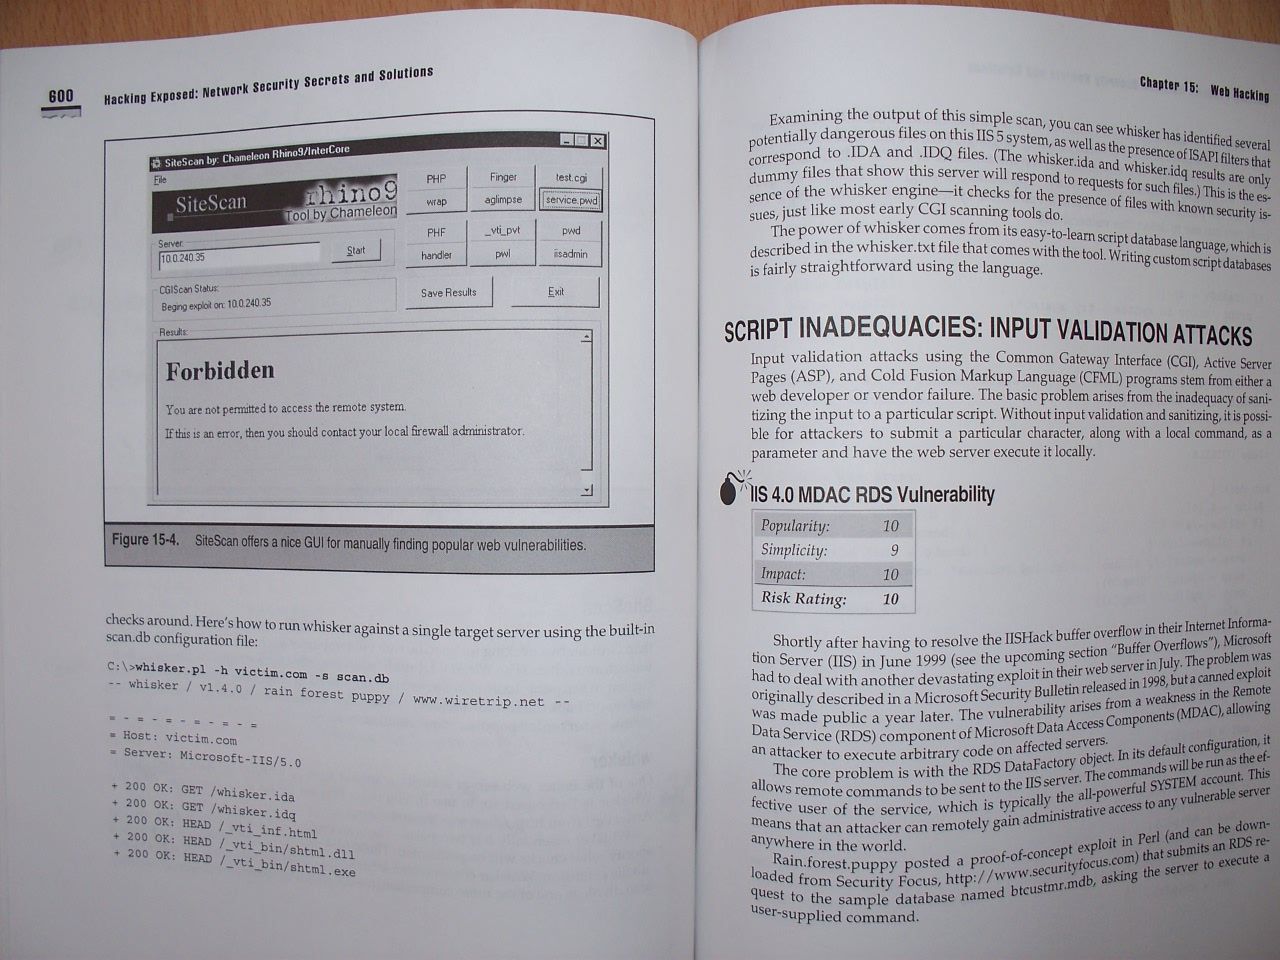 600
Hacking Exposed: Network Security Secrets and Solutions
SiteScan by: Chameleon Rhino9/InterCore
File
SiteScan
rhino9
Tool by Chameleon
PHP
Finger
test.cgi
wrap
aglimpse
service.pwd
PHF
_vti_pvt
pwd
handler
pwl
iisadmin
Server:
10.0.240.35
Start
CGIScan Status:
Beging exploit on: 10.0.240.35
Save Results
Exit
Results:
Forbidden
You are not permitted to access the remote system.
If this is an error, then you should contact your local firewall administrator.
Figure 15-4. SiteScan offers a nice GUI for manually finding popular web vulnerabilities.
checks around. Here's how to run whisker against a single target server using the built-in
scan.db configuration file:
C:\>whisker.pl -h victim.com -s scan.db
-- whisker / v1.4.0 / rain forest puppy / www.wiretrip.net --
= - = - = - = - = - =
= Host: victim.com
= Server: Microsoft-IIS/5.0
+ 200 OK: GET /whisker.ida
+ 200 OK: GET /whisker.idq
+ 200 OK: HEAD /_vti_inf.html
+ 200 OK: HEAD /_vti_bin/shtml.dll
+ 200 OK: HEAD /_vti_bin/shtml.exe
Chapter 15: Web Hacking
Examining the output of this simple scan, you can see whisker has identified several
potentially dangerous files on this IIS 5 system, as well as the presence of ISAPI filters that
correspond to .IDA and .IDQ files. (The whisker.ida and whisker.idq results are only
dummy files that show this server will respond to requests for such files.) This is the es-
sence of the whisker engine—it checks for the presence of files with known security is-
sues, just like most early CGI scanning tools do.
The power of whisker comes from its easy-to-learn script database language, which is
described in the whisker.txt file that comes with the tool. Writing custom script databases
is fairly straightforward using the language.
SCRIPT INADEQUACIES: INPUT VALIDATION ATTACKS
Input validation attacks using the Common Gateway Interface (CGI), Active Server
Pages (ASP), and Cold Fusion Markup Language (CFML) programs stem from either a
web developer or vendor failure. The basic problem arises from the inadequacy of sani-
tizing the input to a particular script. Without input validation and sanitizing, it is possi-
ble for attackers to submit a particular character, along with a local command, as a
parameter and have the web server execute it locally.
IIS 4.0 MDAC RDS Vulnerability
Popularity: 10
Simplicity: 9
Impact: 10
Risk Rating: 10
Shortly after having to resolve the IISHack buffer overflow in their Internet Informa-
tion Server (IIS) in June 1999 (see the upcoming section "Buffer Overflows"), Microsoft
had to deal with another devastating exploit in their web server in July. The problem was
originally described in a Microsoft Security Bulletin released in 1998, but a canned exploit
was made public a year later. The vulnerability arises from a weakness in the Remote
Data Service (RDS) component of Microsoft Data Access Components (MDAC), allowing
an attacker to execute arbitrary code on affected servers.
The core problem is with the RDS DataFactory object. In its default configuration, it
allows remote commands to be sent to the IIS server. The commands will be run as the ef-
fective user of the service, which is typically the all-powerful SYSTEM account. This
means that an attacker can remotely gain administrative access to any vulnerable server
anywhere in the world.
Rain.forest.puppy posted a proof-of-concept exploit in Perl (and can be down-
loaded from Security Focus, http://www.securityfocus.com) that submits an RDS re-
quest to the sample database named btcustmr.mdb, asking the server to execute a
user-supplied command.